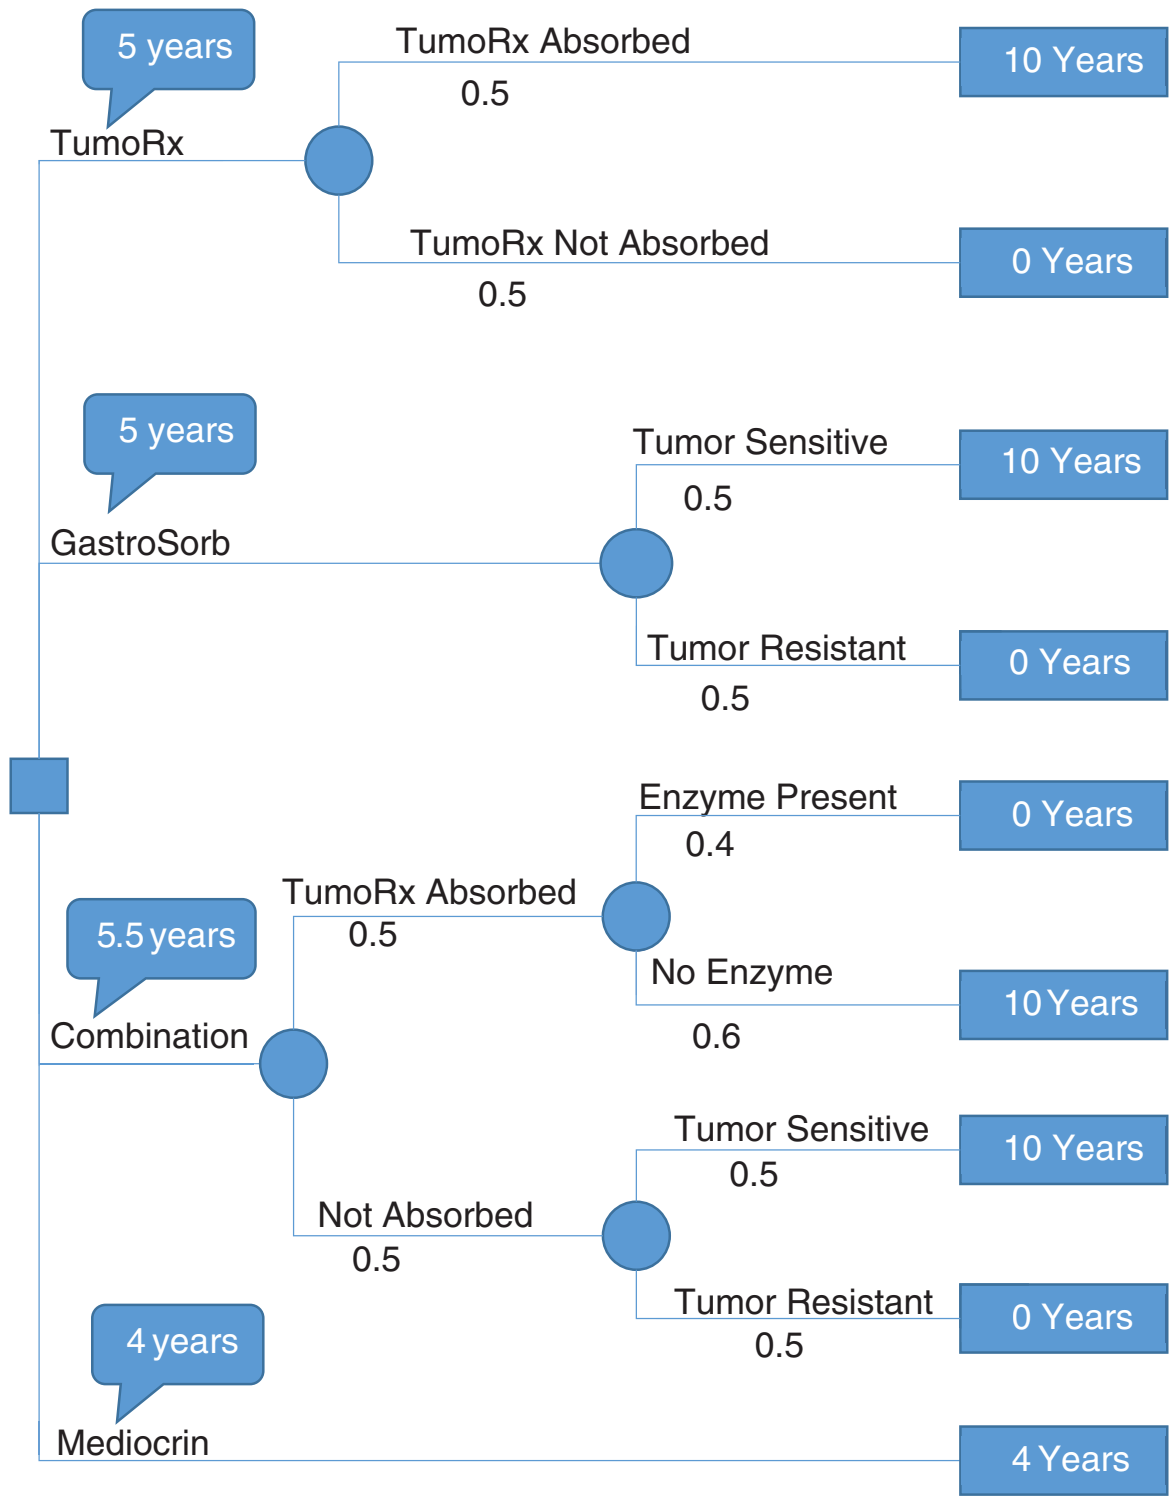 5 years
TumoRx
TumoRx Absorbed
0.5
10 Years
TumoRx Not Absorbed
0.5
0 Years
5 years
GastroSorb
Tumor Sensitive
0.5
10 Years
Tumor Resistant
0.5
0 Years
5.5 years
Combination
TumoRx Absorbed
0.5
Enzyme Present
0.4
0 Years
No Enzyme
0.6
10 Years
Not Absorbed
0.5
Tumor Sensitive
0.5
10 Years
Tumor Resistant
0.5
0 Years
4 years
Mediocrin
4 Years